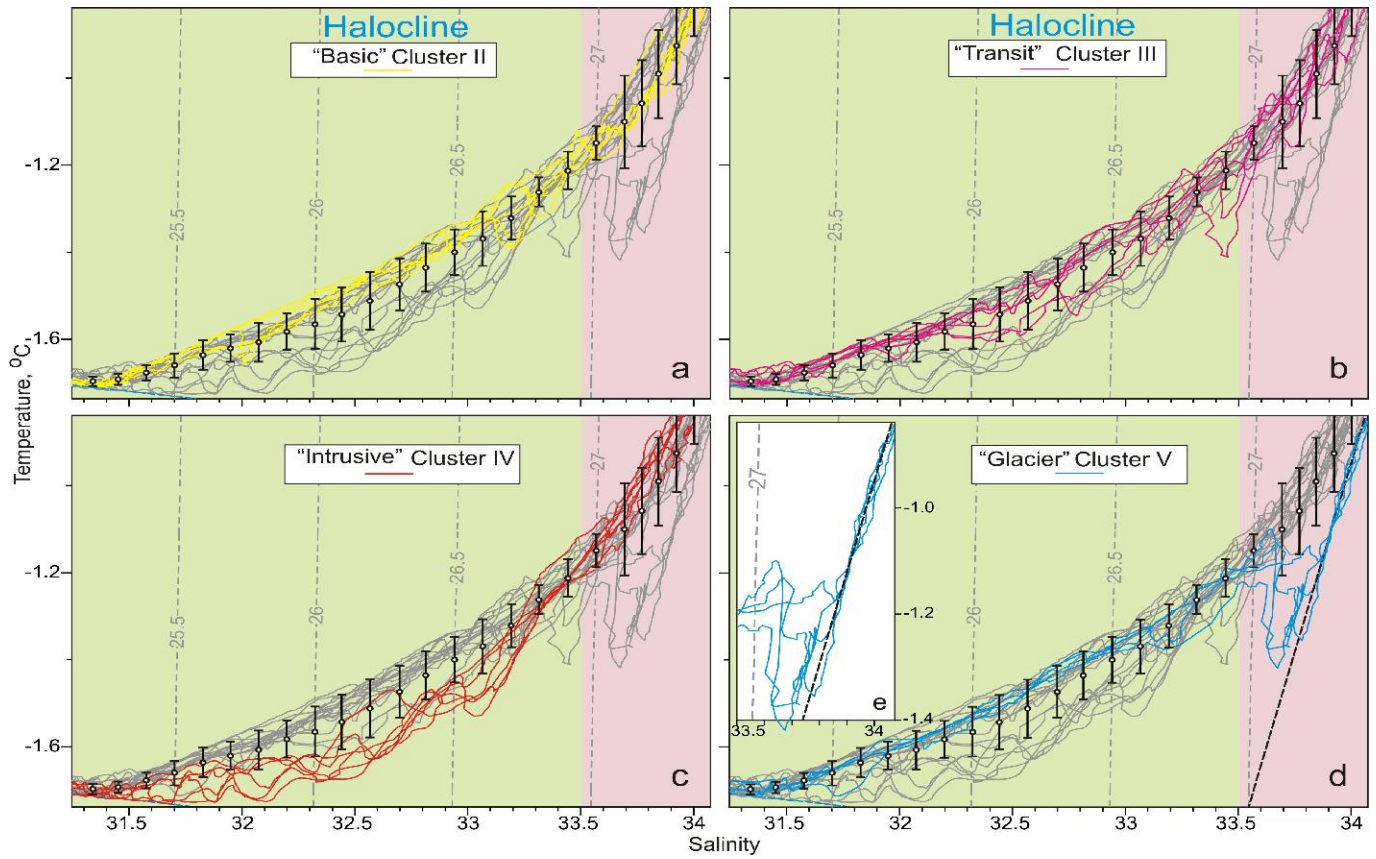 Halocline
"Basic" Cluster II
25.5
26
26.5
27
-1.2
-1.6
a
Halocline
"Transit" Cluster III
25.5
26
26.5
27
b
Temperature, ⁰C,
"Intrusive" Cluster IV
25.5
26
26.5
27
-1.2
-1.6
c
31.5
32
32.5
33
33.5
34
"Glacier" Cluster V
26
26.5
27
d
27
-1.0
-1.2
-1.4
e
33.5
34
31.5
32
32.5
33
33.5
34
Salinity